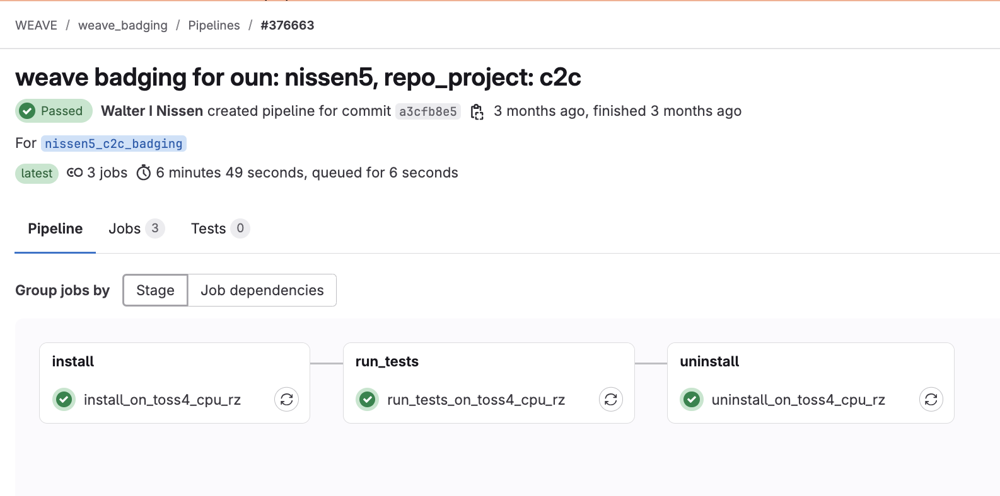 WEAVE / weave_badging / Pipelines / #376663
weave badging for oun: nissen5, repo_project: c2c
Passed Walter I Nissen created pipeline for commit a3cfb8e5 3 months ago, finished 3 months ago
For nissen5_c2c_badging
latest 3 jobs 6 minutes 49 seconds, queued for 6 seconds
Pipeline Jobs 3 Tests 0
Group jobs by Stage Job dependencies
install run_tests uninstall
install_on_toss4_cpu_rz run_tests_on_toss4_cpu_rz uninstall_on_toss4_cpu_rz